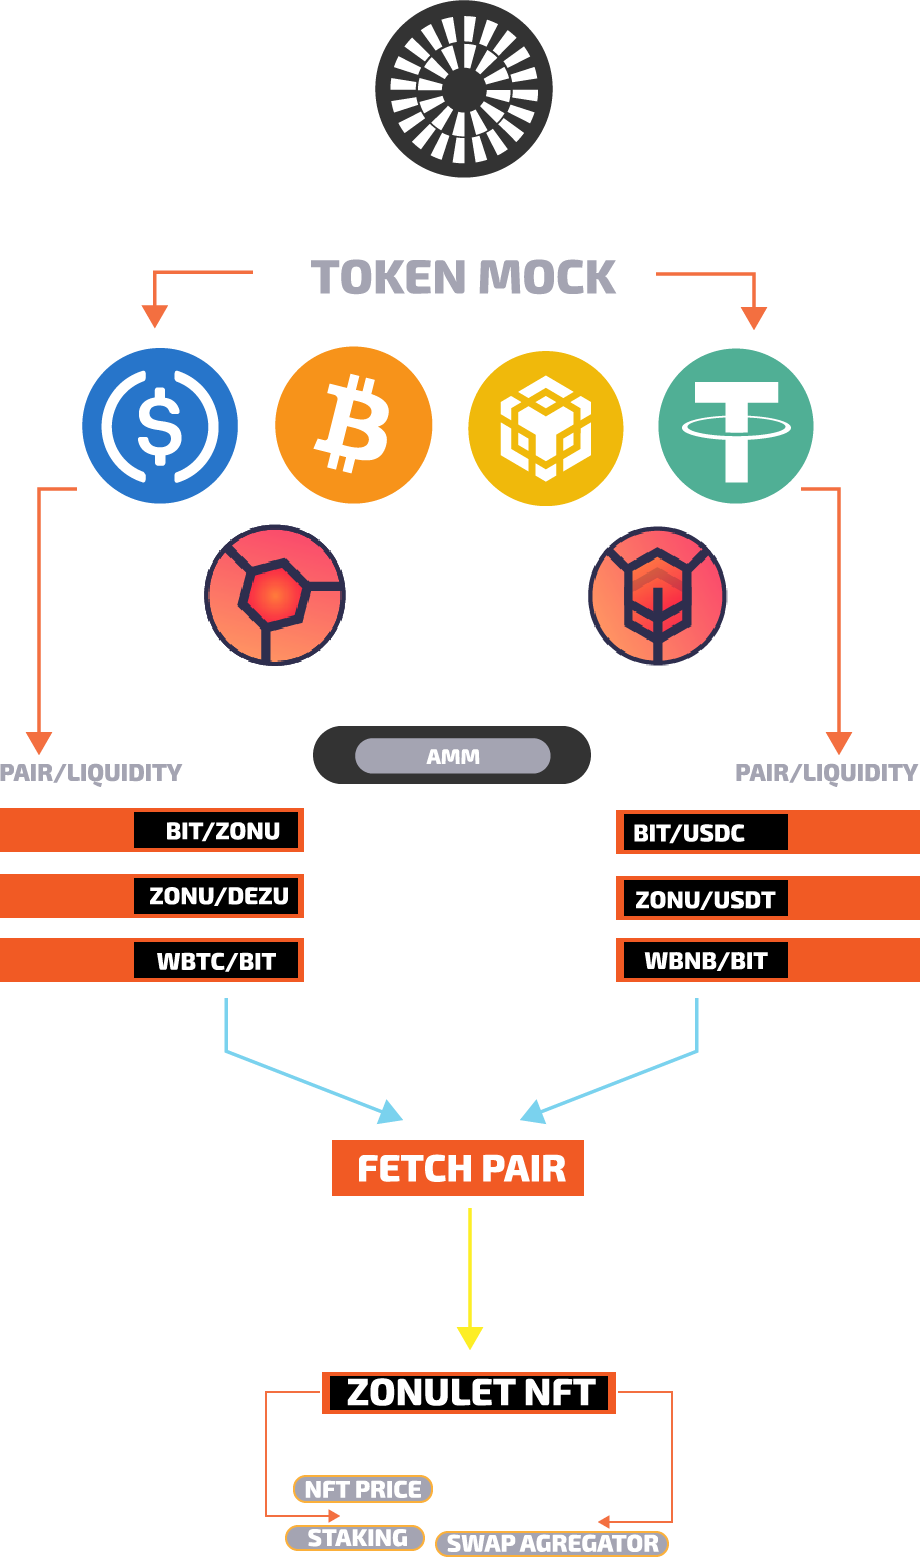 TOKEN MOCK
AMM
PAIR/LIQUIDITY
BIT/ZONU
ZONU/DEZU
WBTC/BIT
PAIR/LIQUIDITY
BIT/USDC
ZONU/USDT
WBNB/BIT
FETCH PAIR
ZONULET NFT
NFT PRICE
STAKING
SWAP AGREGATOR